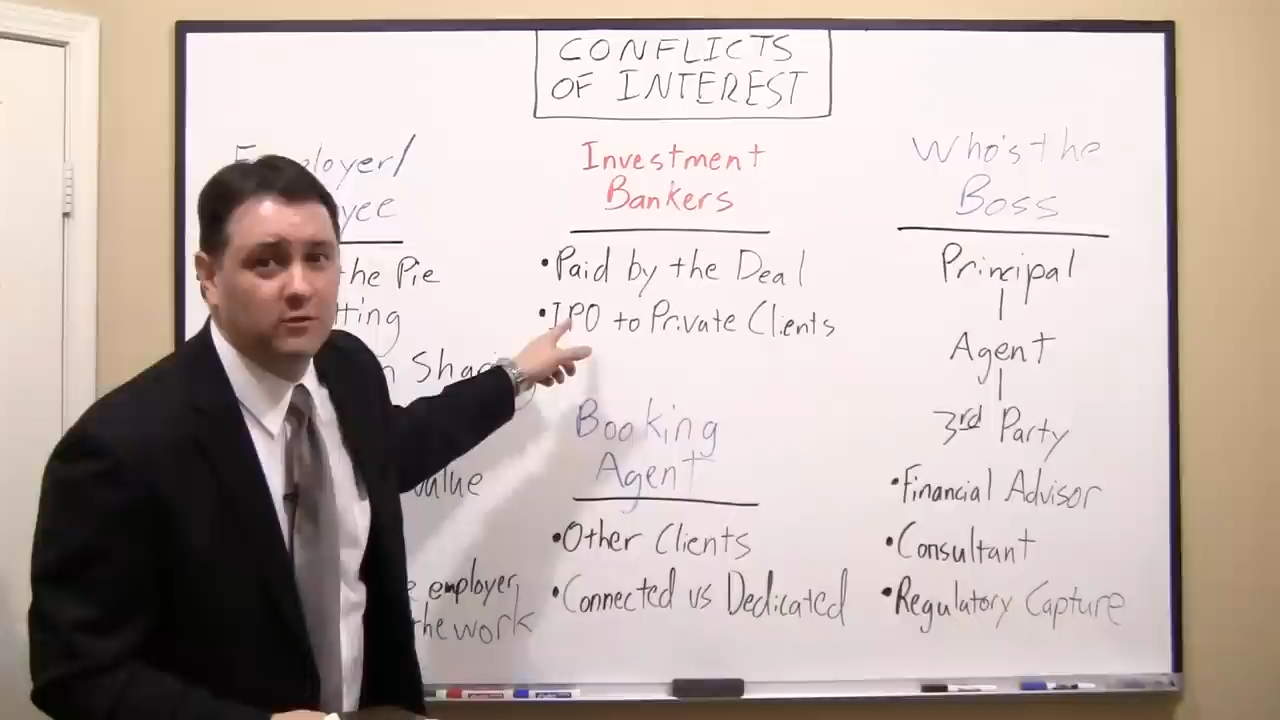 CONFLICTS
OF INTEREST
loyer/
yee
the Pie
tting
n Sha
value
employer,
the work
Investment
Bankers
•Paid by the Deal
•IPO to Private Clients
Booking
Agent
•Other Clients
•Connected vs Dedicated
Who's the
Boss
Principal
Agent
3rd Party
•Financial Advisor
•Consultant
•Regulatory Capture